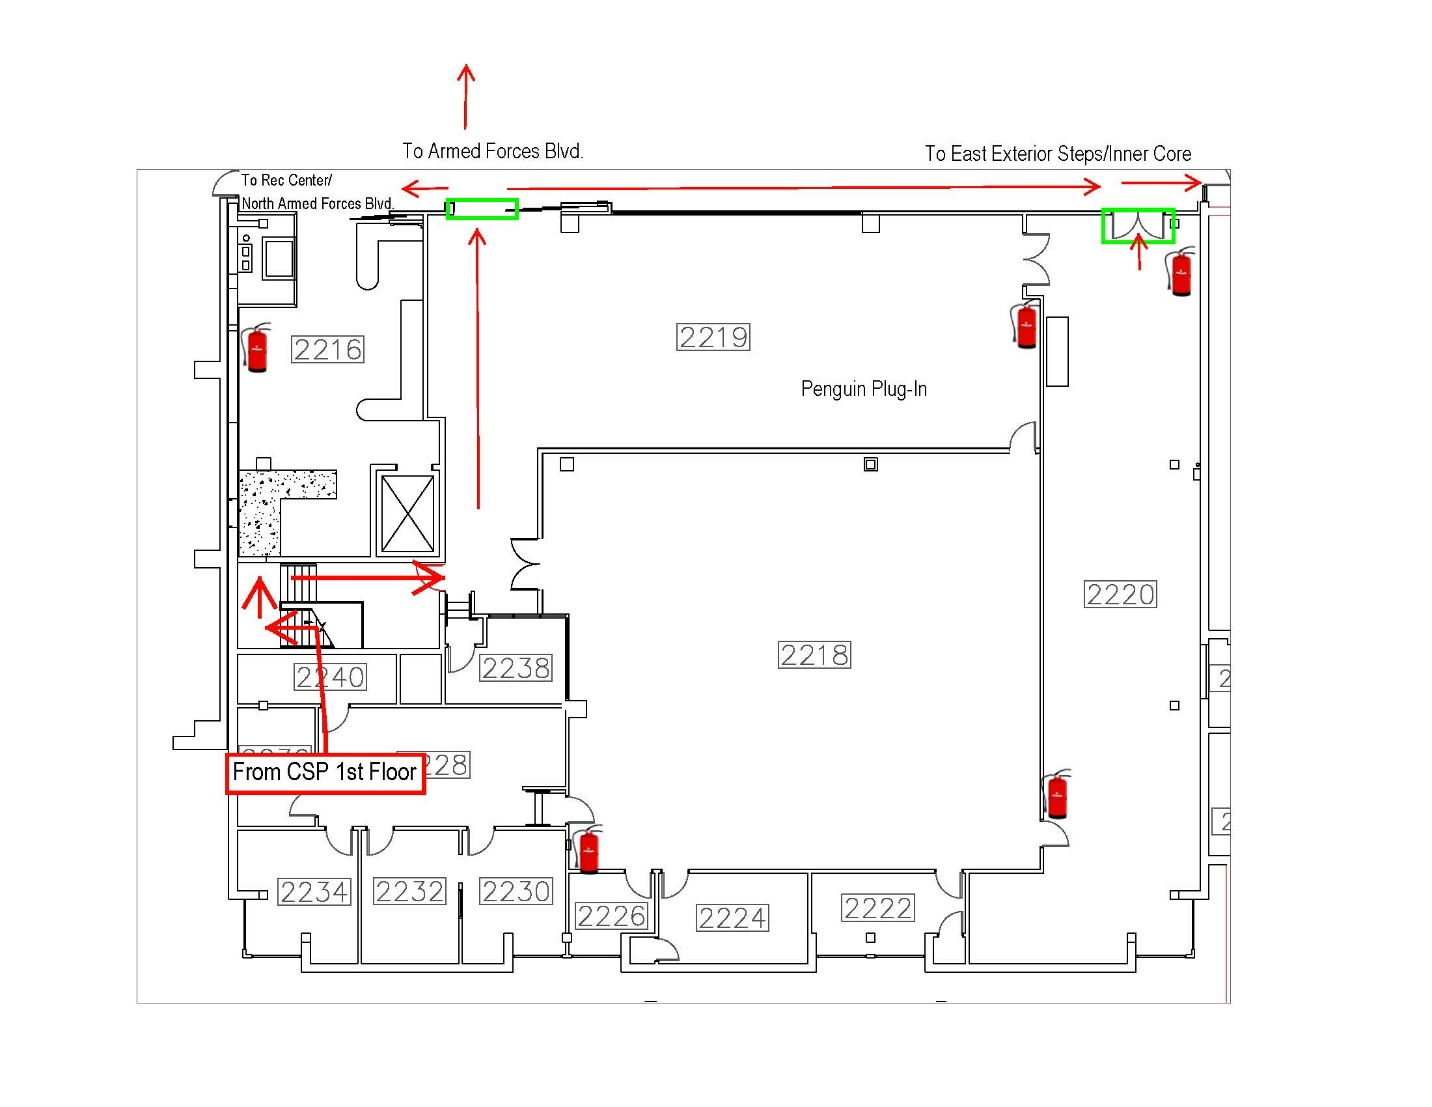 To Armed Forces Blvd.
To East Exterior Steps/Inner Core
To Rec Center/
North Armed Forces Blvd.
2219
2216
Penguin Plug-In
2220
2218
2238
2240
From CSP 1st Floor
2234
2232
2230
2226
2224
2222